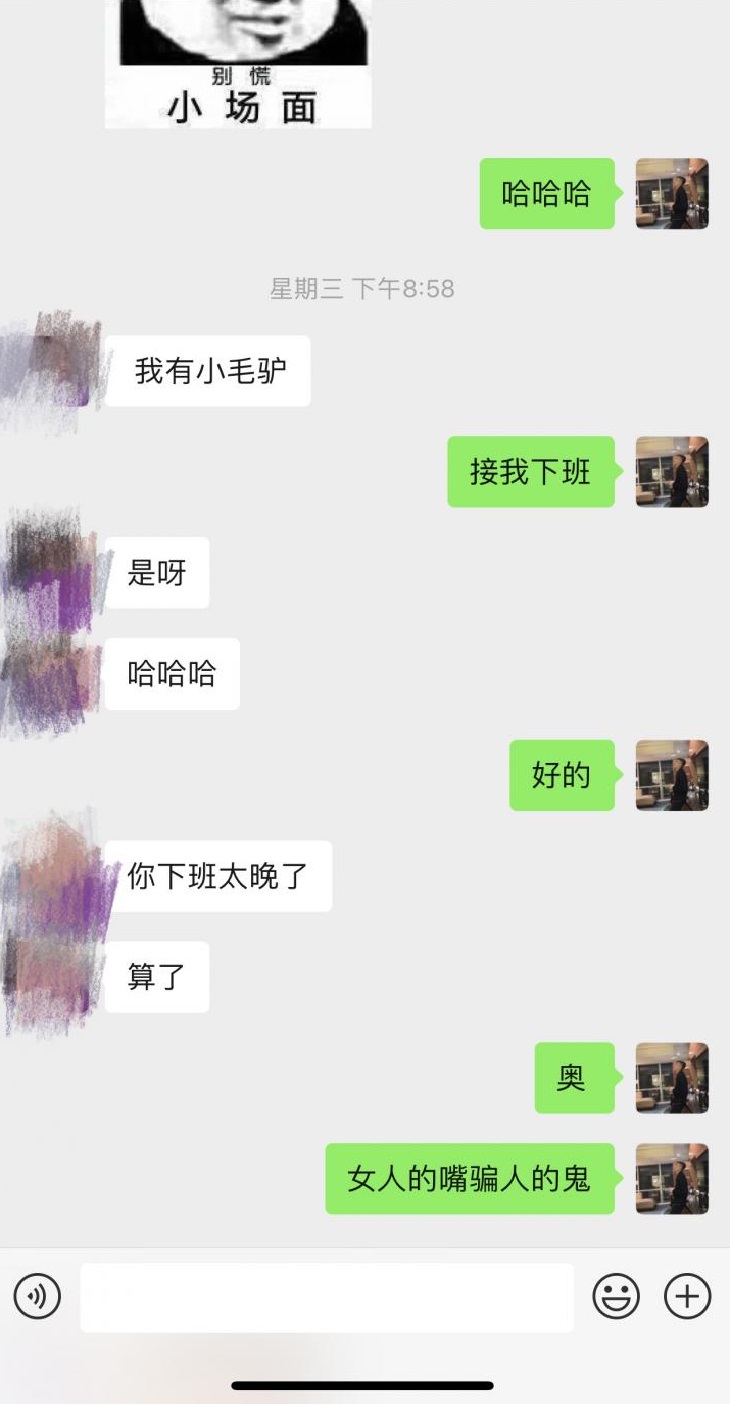 别慌
小场面
哈哈哈
星期三 下午8:58
我有小毛驴
接我下班
是呀
哈哈哈
好的
你下班太晚了
算了
奥
女人的嘴骗人的鬼